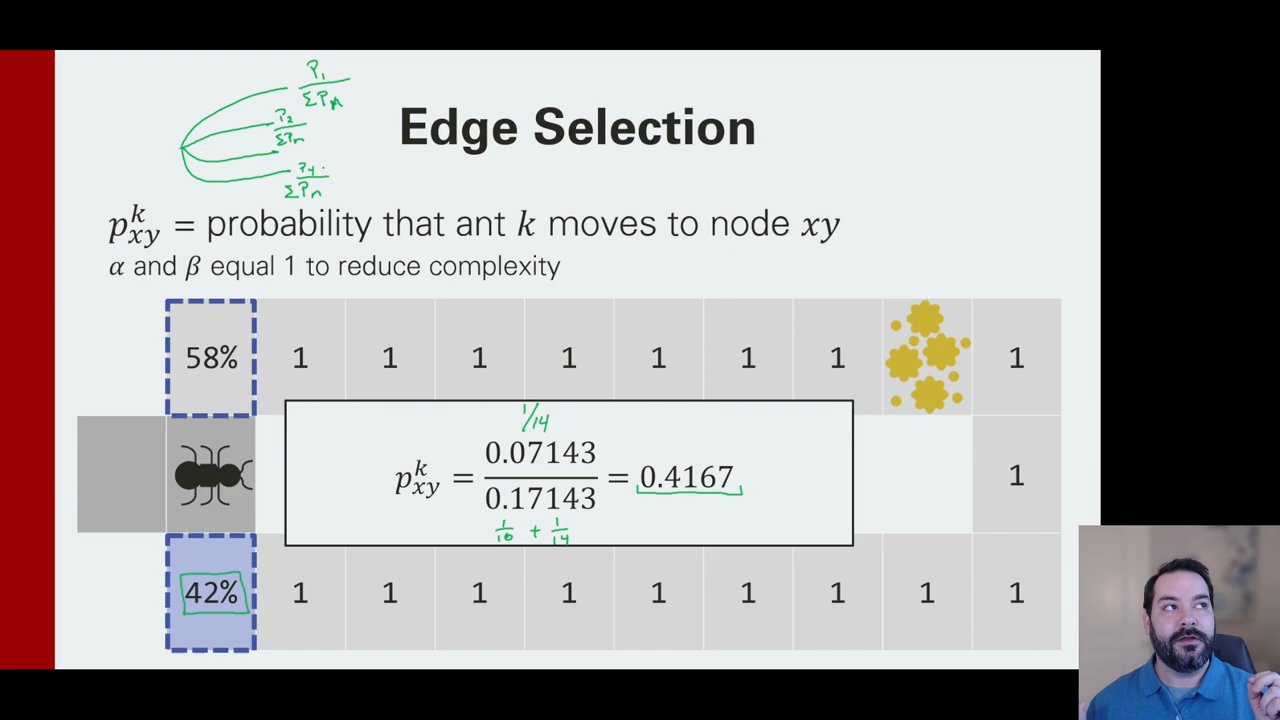 P₁
ΣPₙ
P₂
ΣPₙ
P₄
ΣPₙ
Edge Selection
p^k_xy = probability that ant k moves to node xy
α and β equal 1 to reduce complexity
58% 1 1 1 1 1 1 1 1
1/14
p^k_xy = 0.07143 / 0.17143 = 0.4167
1
1/10 + 1/14
42% 1 1 1 1 1 1 1 1 1